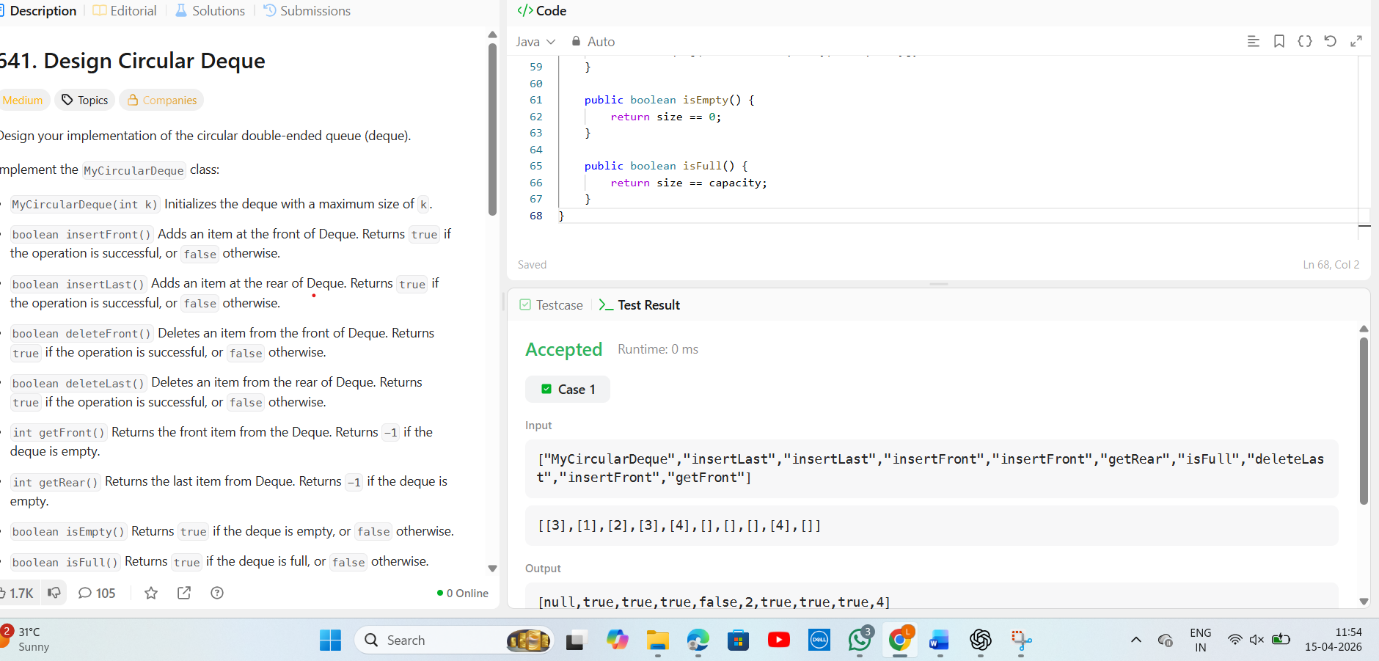 Description Editorial Solutions Submissions
641. Design Circular Deque
Medium Topics Companies
Design your implementation of the circular double-ended queue (deque).
Implement the MyCircularDeque class:
MyCircularDeque(int k) Initializes the deque with a maximum size of k.
boolean insertFront() Adds an item at the front of Deque. Returns true if
the operation is successful, or false otherwise.
boolean insertLast() Adds an item at the rear of Deque. Returns true if
the operation is successful, or false otherwise.
boolean deleteFront() Deletes an item from the front of Deque. Returns
true if the operation is successful, or false otherwise.
boolean deleteLast() Deletes an item from the rear of Deque. Returns
true if the operation is successful, or false otherwise.
int getFront() Returns the front item from the Deque. Returns -1 if the
deque is empty.
int getRear() Returns the last item from Deque. Returns -1 if the deque is
empty.
boolean isEmpty() Returns true if the deque is empty, or false otherwise.
boolean isFull() Returns true if the deque is full, or false otherwise.
1.7K 105 0 Online
</> Code
Java Auto
59 }
60
61 public boolean isEmpty() {
62 return size == 0;
63 }
64
65 public boolean isFull() {
66 return size == capacity;
67 }
68 }
Saved Ln 68, Col 2
Testcase >_ Test Result
Accepted Runtime: 0 ms
Case 1
Input
["MyCircularDeque","insertLast","insertLast","insertFront","insertFront","getRear","isFull","deleteLas
t","insertFront","getFront"]
[[3],[1],[2],[3],[4],[],[],[],[4],[]]
Output
[null,true,true,true,false,2,true,true,true,4]
2 31°C
Sunny
Search
DELL
3
L
W
ENG
IN
11:54
15-04-2026